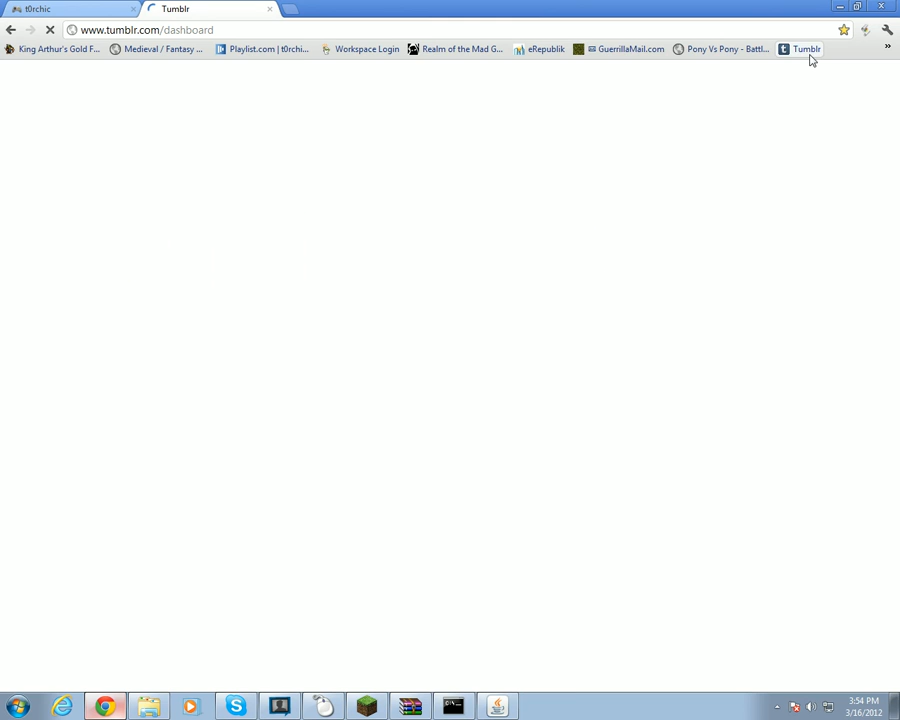 t0rchic Tumblr
www.tumblr.com/dashboard
King Arthur's Gold F... Medieval / Fantasy ... Playlist.com | t0rchi... Workspace Login Realm of the Mad G... eRepublik GuerrillaMail.com Pony Vs Pony - Battl... Tumblr
3:54 PM
3/16/2012